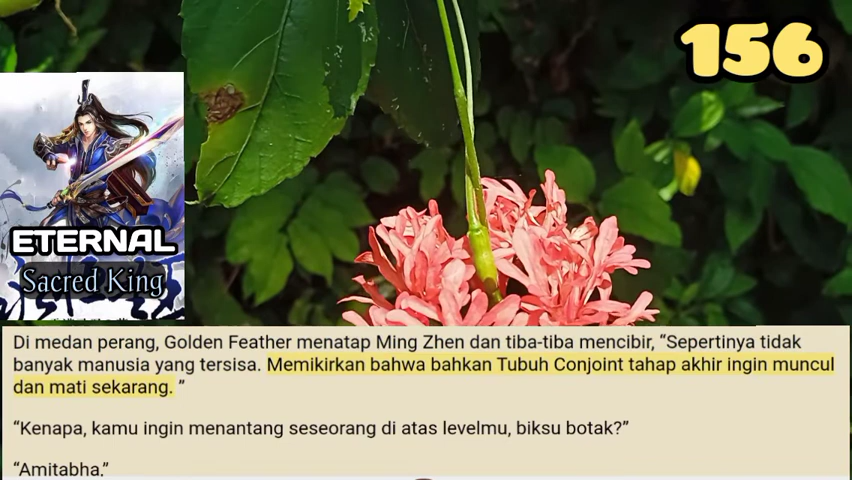 156
ETERNAL
Sacred King
Di medan perang, Golden Feather menatap Ming Zhen dan tiba-tiba mencibir, “Sepertinya tidak
banyak manusia yang tersisa. Memikirkan bahwa bahkan Tubuh Conjoint tahap akhir ingin muncul
dan mati sekarang. ”
“Kenapa, kamu ingin menantang seseorang di atas levelmu, biksu botak?”
“Amitabha.”